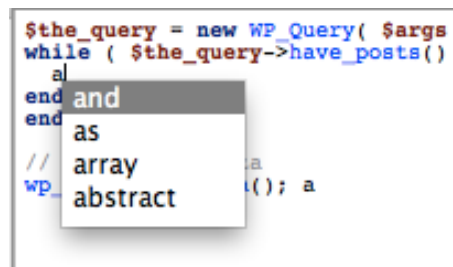 $the_query = new WP_Query( $args
while ( $the_query->have_posts()
a
end
end
and
as
array
abstract
//
wp_ (); a